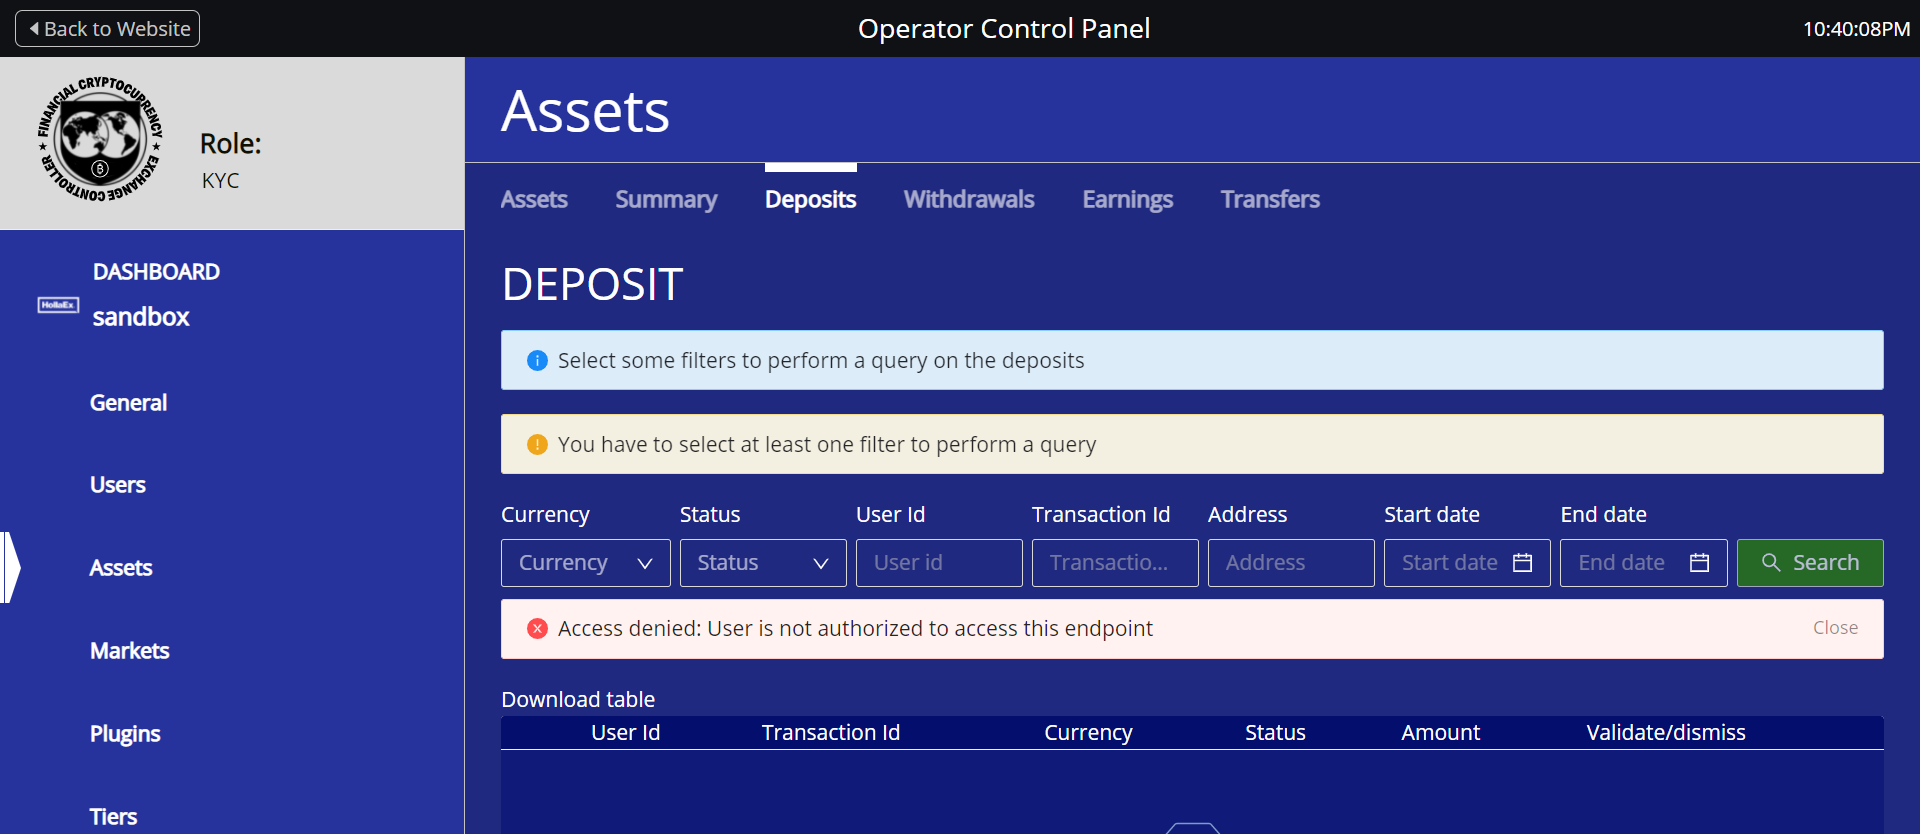 Back to Website
Operator Control Panel
10:40:08PM
FINANCIAL CRYPTOCURRENCY
EXCHANGE CONTROLLER
Role:
KYC
DASHBOARD
HollaEx
sandbox
General
Users
Assets
Markets
Plugins
Tiers
Assets
Assets Summary Deposits Withdrawals Earnings Transfers
DEPOSIT
Select some filters to perform a query on the deposits
You have to select at least one filter to perform a query
Currency Status User Id Transaction Id Address Start date End date
Currency Status User id Transactio... Address Start date End date Search
Access denied: User is not authorized to access this endpoint Close
Download table
User Id Transaction Id Currency Status Amount Validate/dismiss